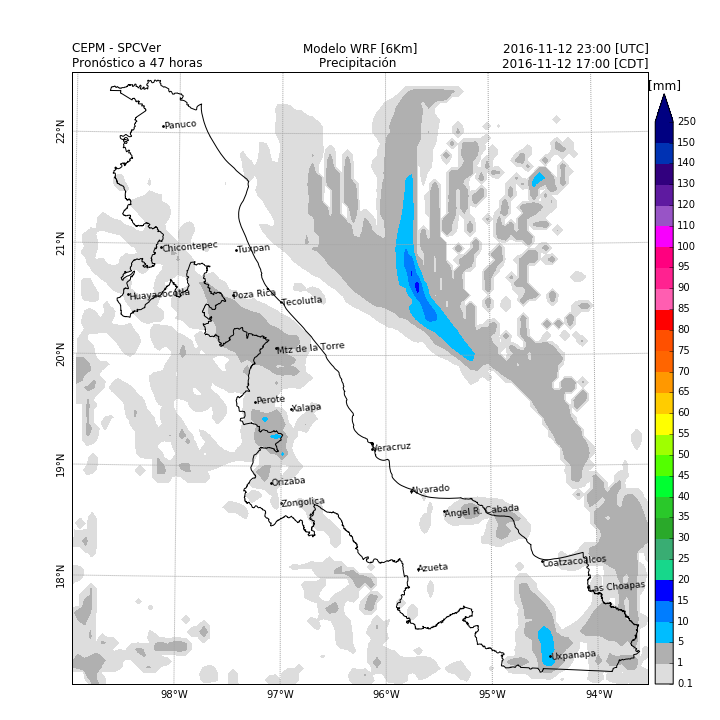 CEPM - SPCVer
Modelo WRF [6Km]
2016-11-12 23:00 [UTC]
Pronóstico a 47 horas
Precipitación
2016-11-12 17:00 [CDT]
[mm]
250
150
140
130
120
110
100
95
90
85
80
75
70
65
60
55
50
45
40
35
30
25
20
15
10
5
1
0.1
22°N
21°N
20°N
19°N
18°N
Panuco
Chicontepec
Tuxpan
Huayacocotla
Poza Rica
Tecolutla
Mtz de la Torre
Perote
Xalapa
Veracruz
Orizaba
Alvarado
Zongolica
Angel R. Cabada
Azueta
Coatzacoalcos
Las Choapas
Uxpanapa
98°W
97°W
96°W
95°W
94°W